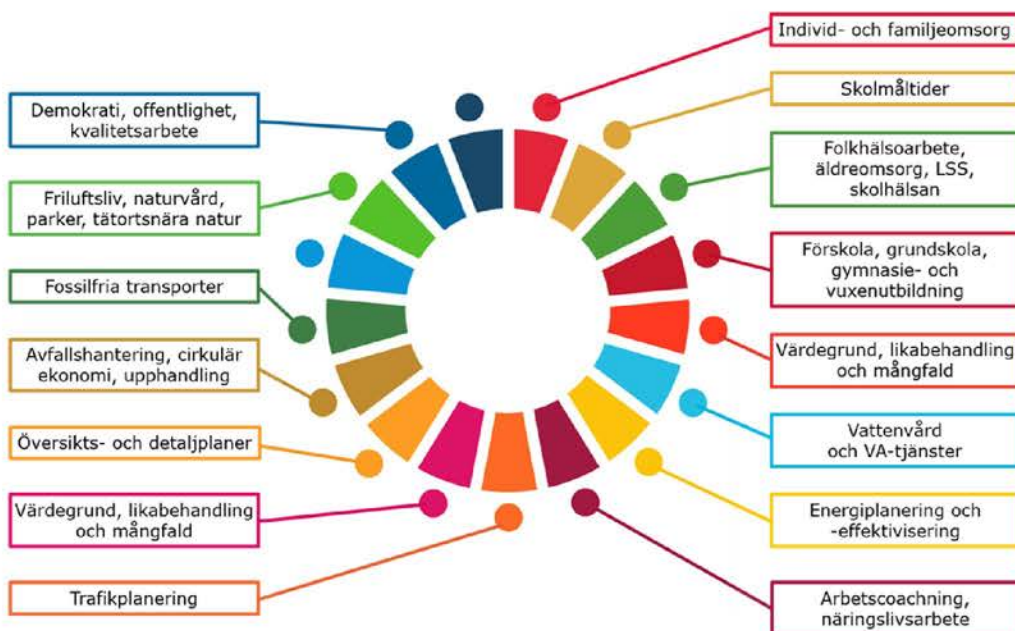 Demokrati, offentlighet,
kvalitetsarbete
Friluftsliv, naturvård,
parker, tätortsnära natur
Fossilfria transporter
Avfallshantering, cirkulär
ekonomi, upphandling
Översikts- och detaljplaner
Värdegrund, likabehandling
och mångfald
Trafikplanering
Individ- och familjeomsorg
Skolmåltider
Folkhälsoarbete,
äldreomsorg, LSS,
skolhälsan
Förskola, grundskola,
gymnasie- och
vuxenutbildning
Värdegrund, likabehandling
och mångfald
Vattenvård
och VA-tjänster
Energiplanering och
-effektivisering
Arbetscoachning,
näringslivsarbete